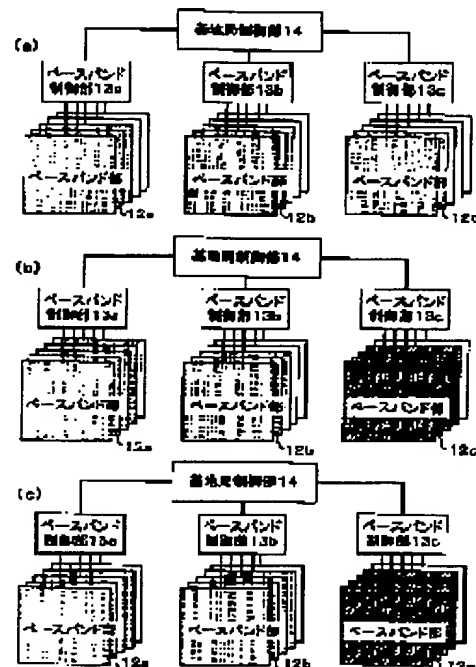 (a)
基地局制御部14
ベースバンド
制御部13a
ベースバンド
制御部13b
ベースバンド
制御部13c
ベースバンド部
ベースバンド部
ベースバンド部
12a
12b
12c
(b)
基地局制御部14
ベースバンド
制御部13a
ベースバンド
制御部13b
ベースバンド
制御部13c
ベースバンド部
ベースバンド部
ベースバンド部
12a
12b
12c
(c)
基地局制御部14
ベースバンド
制御部13a
ベースバンド
制御部13b
ベースバンド
制御部13c
ベースバンド部
ベースバンド部
ベースバンド部
12a
12b